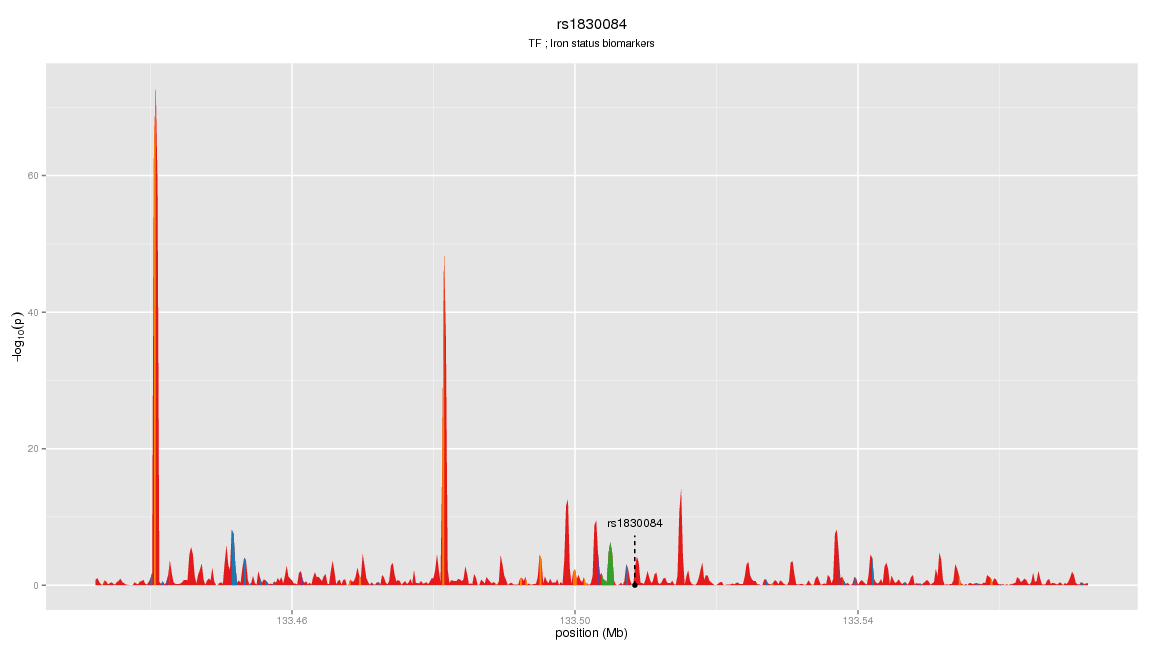 rs1830084
TF ; Iron status biomarkers
−log10(p)
60
40
20
0
rs1830084
133.46
133.50
133.54
position (Mb)